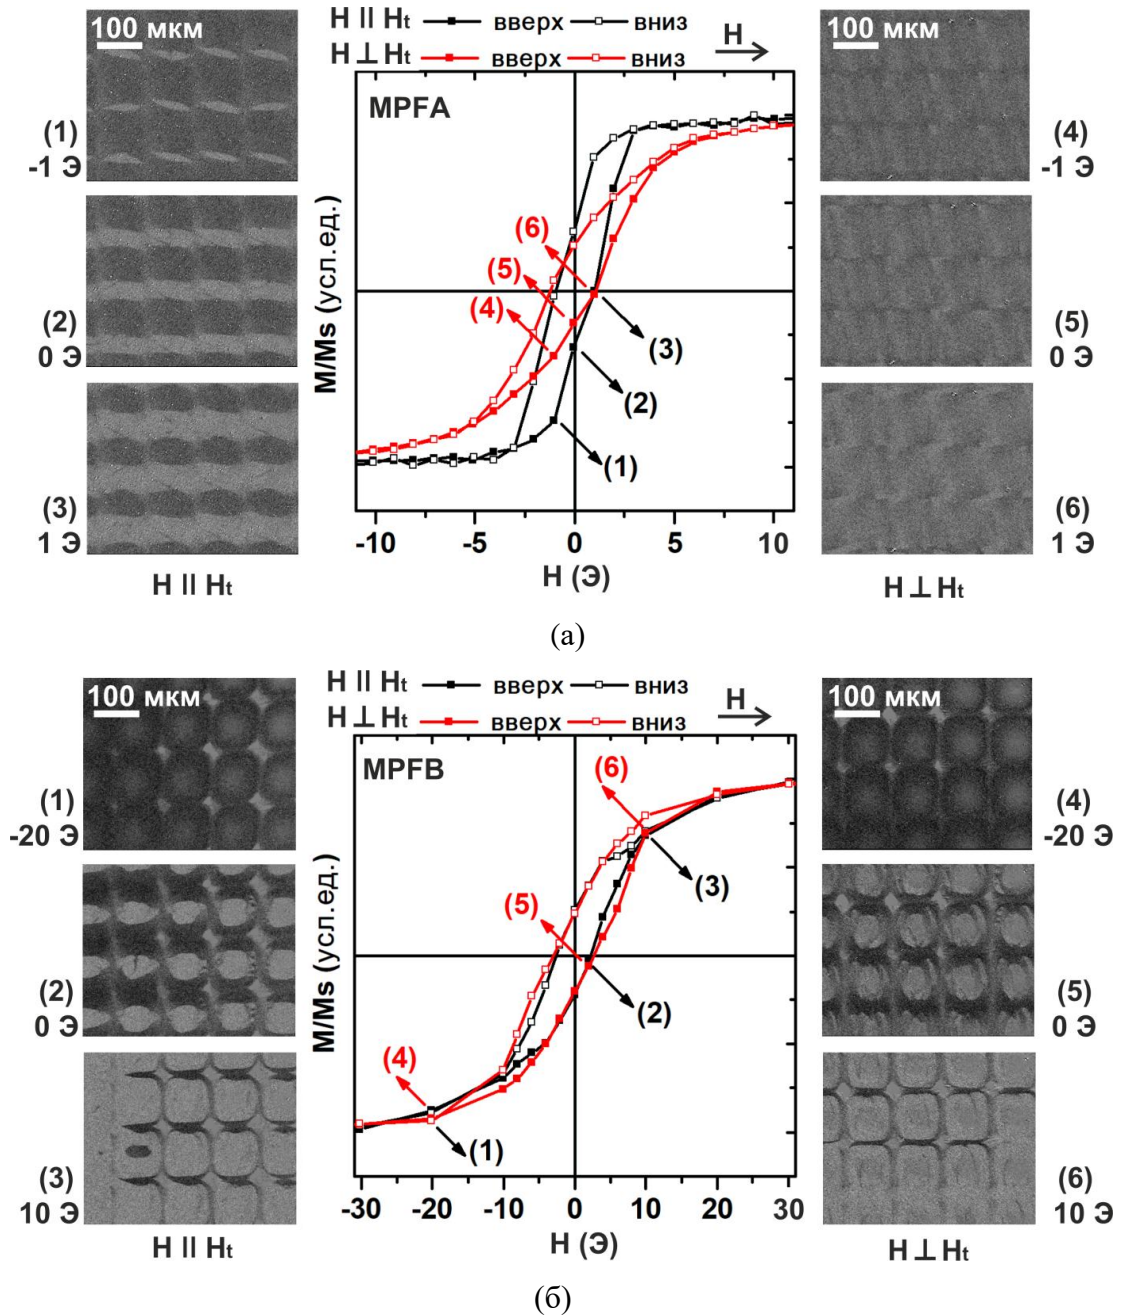 100 мкм
(1)
-1 Э
(2)
0 Э
(3)
1 Э
H || Ht
H || Ht вверх вниз
H ⊥ Ht вверх вниз
H
MPFA
M/Ms (усл.ед.)
(6)
(5)
(4)
(3)
(2)
(1)
-10 -5 0 5 10
H (Э)
100 мкм
(4)
-1 Э
(5)
0 Э
(6)
1 Э
H ⊥ Ht
(а)
100 мкм
(1)
-20 Э
(2)
0 Э
(3)
10 Э
H || Ht
H || Ht вверх вниз
H ⊥ Ht вверх вниз
H
MPFB
M/Ms (усл.ед.)
(6)
(3)
(5)
(2)
(4)
(1)
-30 -20 -10 0 10 20 30
H (Э)
100 мкм
(4)
-20 Э
(5)
0 Э
(6)
10 Э
H ⊥ Ht
(б)